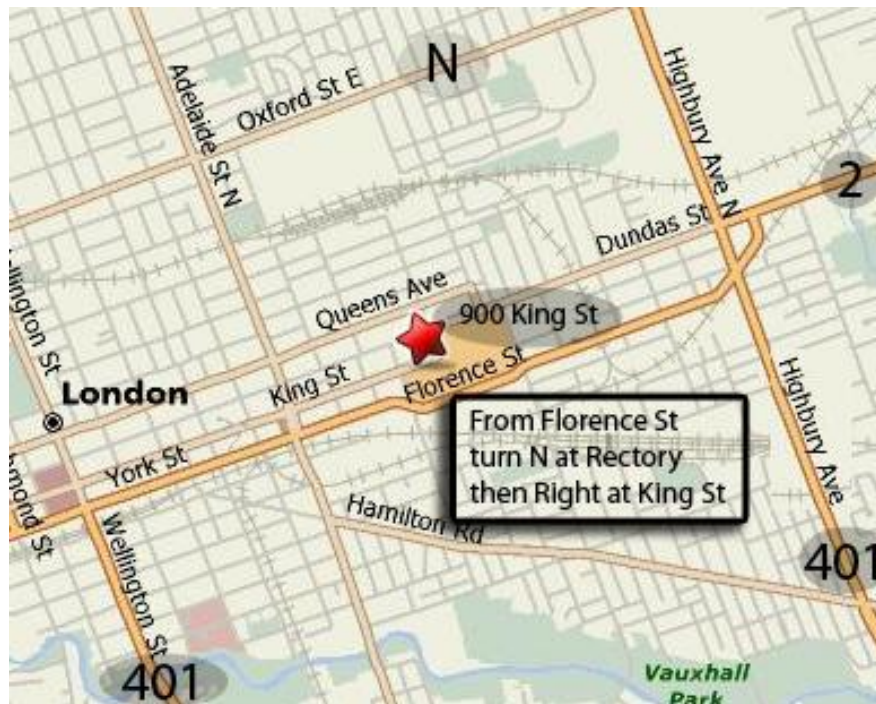 N
Oxford St E
Adelaide St N
Highbury Ave N
2
Dundas St
Queens Ave
900 King St
ellington St
King St
Florence St
London
From Florence St
turn N at Rectory
then Right at King St
York St
Highbury Ave
mond St
Hamilton Rd
Wellington St
401
401
Vauxhall
Park